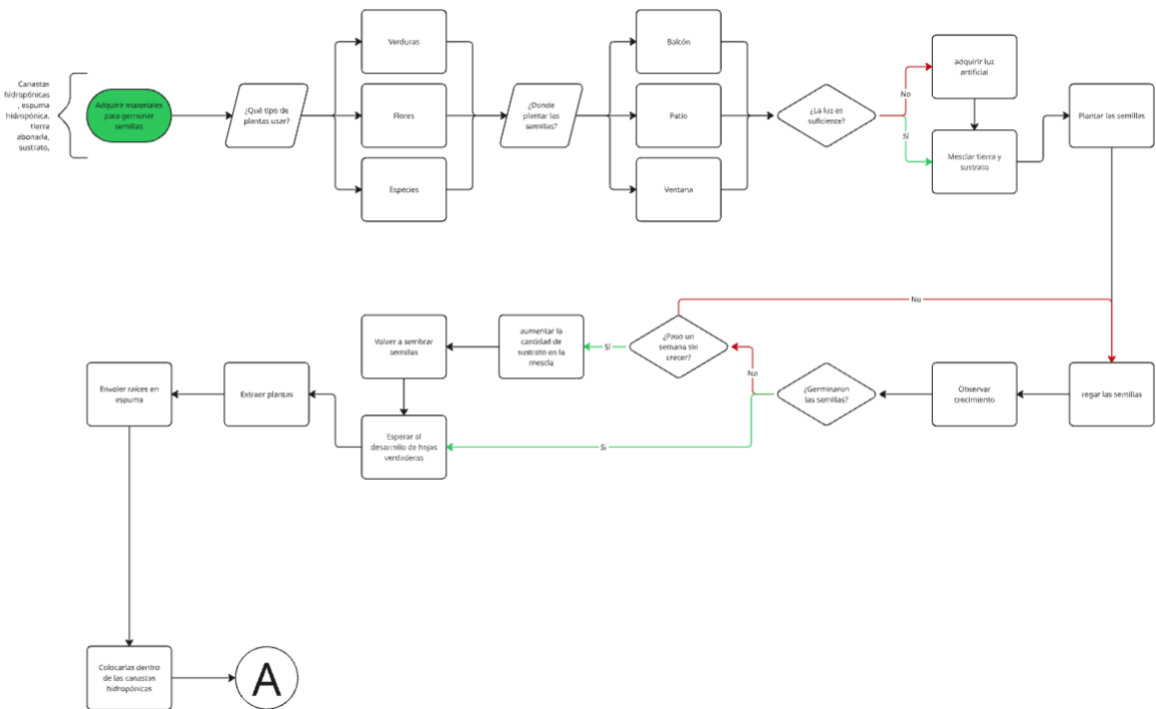 Canastas
hidropónicas
, espuma
hidropónica,
tierra
abonada,
sustrato,
Adquirir materiales
para germinar
semillas
¿Qué tipo de
plantas usar?
Verduras
Flores
Especies
¿Dónde
plantar las
semillas?
Balcón
Patio
Ventana
¿La luz es
suficiente?
No
Sí
adquirir luz
artificial
Mesclar tierra y
sustrato
Plantar las semillas
No
regar las semillas
Observar
crecimiento
¿Germinaron
las semillas?
No
Sí
¿Paso un
semana sin
crecer?
Sí
aumentar la
cantidad de
sustrato en la
mezcla
Volver a sembrar
semillas
Esperar al
desarrollo de hojas
verdaderas
Extraer plantas
Envoler raíces en
espuma
Colocarlas dentro
de las canastas
hidropónicas
A